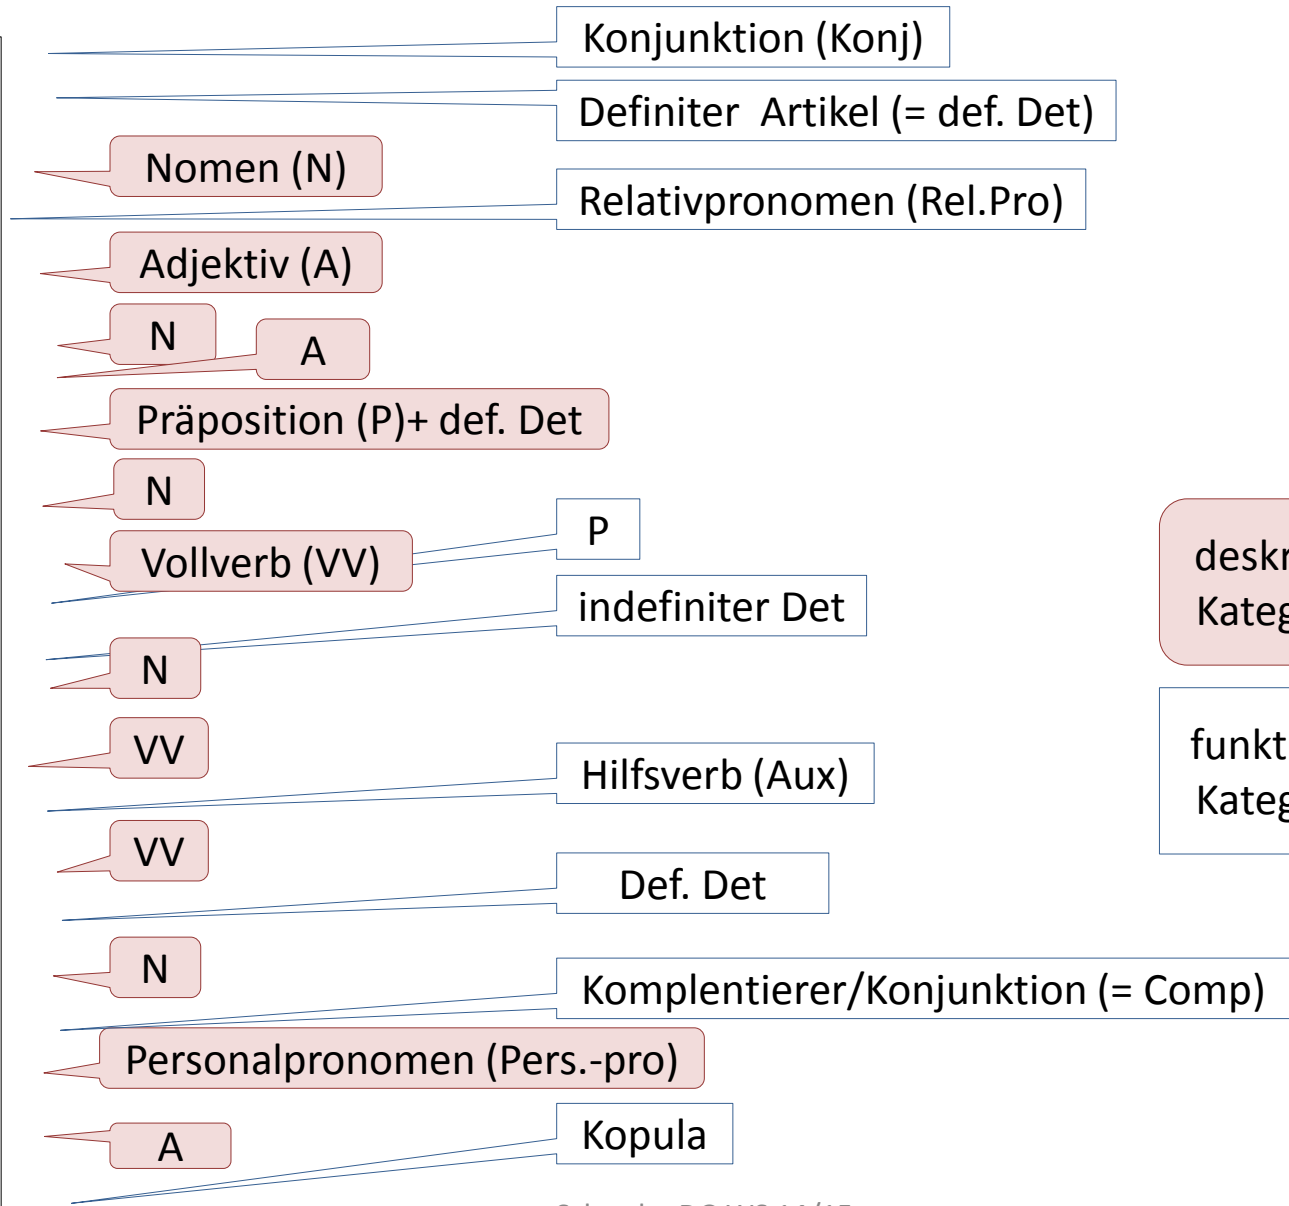 Konjunktion (Konj)
Definiter Artikel (= def. Det)
Nomen (N)
Relativpronomen (Rel.Pro)
Adjektiv (A)
N
A
Präposition (P)+ def. Det
N
P
Vollverb (VV)
indefiniter Det
N
VV
Hilfsverb (Aux)
VV
Def. Det
N
Komplentierer/Konjunktion (= Comp)
Personalpronomen (Pers.-pro)
Kopula
A